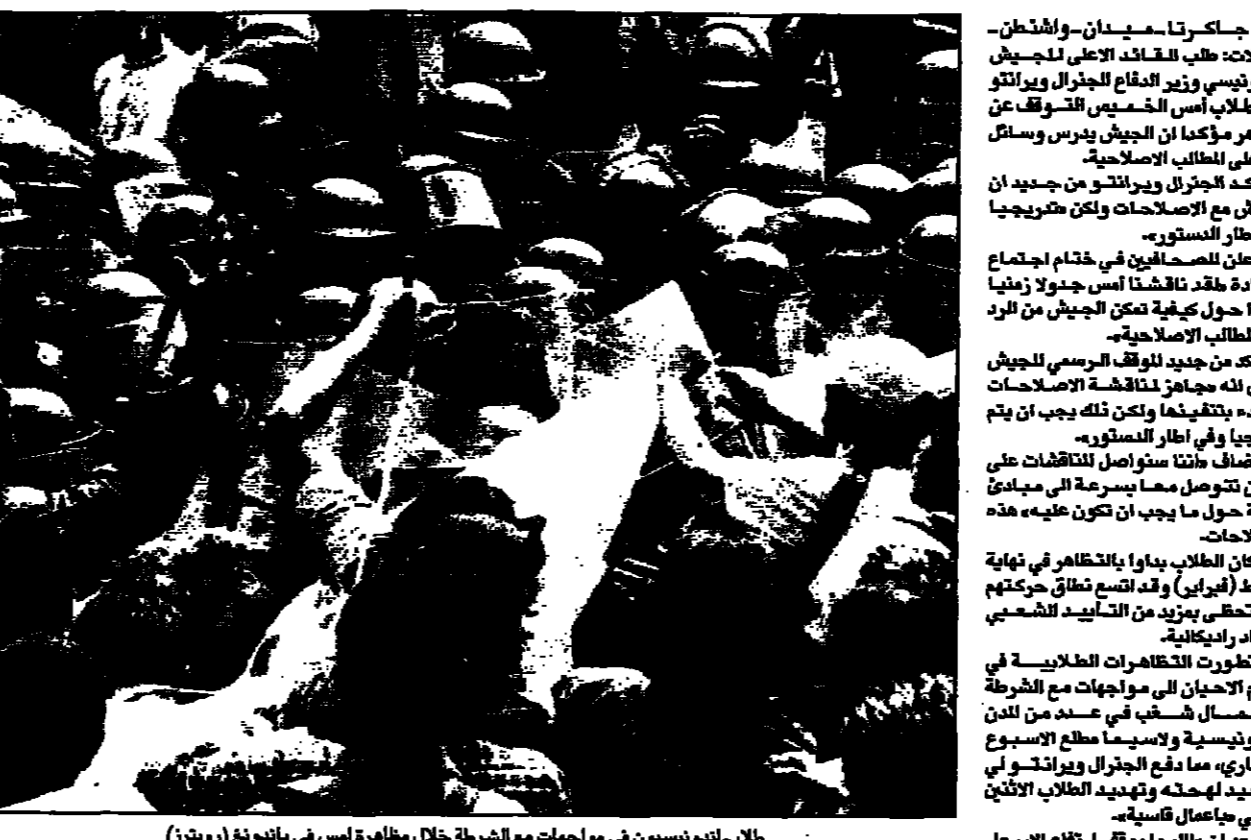 جاكرتا - ميدان - واشنطن -
لات: طلب القائد الاعلى للجيش
ونيسي وزير الدفاع الجنرال ويرانتو
طلاب أمس الخميس التوقف عن
مؤكدا ان الجيش يدرس وسائل
على المطالب الاصلاحية.
كد الجنرال ويرانتو من جديد ان
ش مع الاصلاحات ولكن «تدريجيا
طار الدستور».
علن للصحافيين في ختام اجتماع
دة «لقد ناقشنا أمس جدولا زمنيا
ا حول كيفية تمكن الجيش من الرد
لمطالب الاصلاحية».
كد من جديد الموقف الرسمي للجيش
انه «جاهز لمناقشة الاصلاحات
بتنفيذها ولكن ذلك يجب ان يتم
جيا وفي اطار الدستور».
ضاف «اننا سنواصل المناقشات على
ن نتوصل معا بسرعة الى مبادئ
ة حول ما يجب ان تكون عليه» هذه
لاحات.
كان الطلاب بداوا بالتظاهر في نهاية
ط (فبراير) وقد اتسع نطاق حركتهم
تحظى بمزيد من التأييد الشعبي
اد راديكالية.
تطورت التظاهرات الطلابية في
م الاحيان الى مواجهات مع الشرطة
عمال شغب في عدد من المدن
ونيسية ولاسيما مطلع الاسبوع
اري، مما دفع الجنرال ويرانتو لي
يد لهجته وتهديد الطلاب الاثنين
ي «باعمال قاسية».
طلاب اندونيسيون في مواجهات مع الشرطة خلال مظاهرة امس في باندونغ (رويترز)